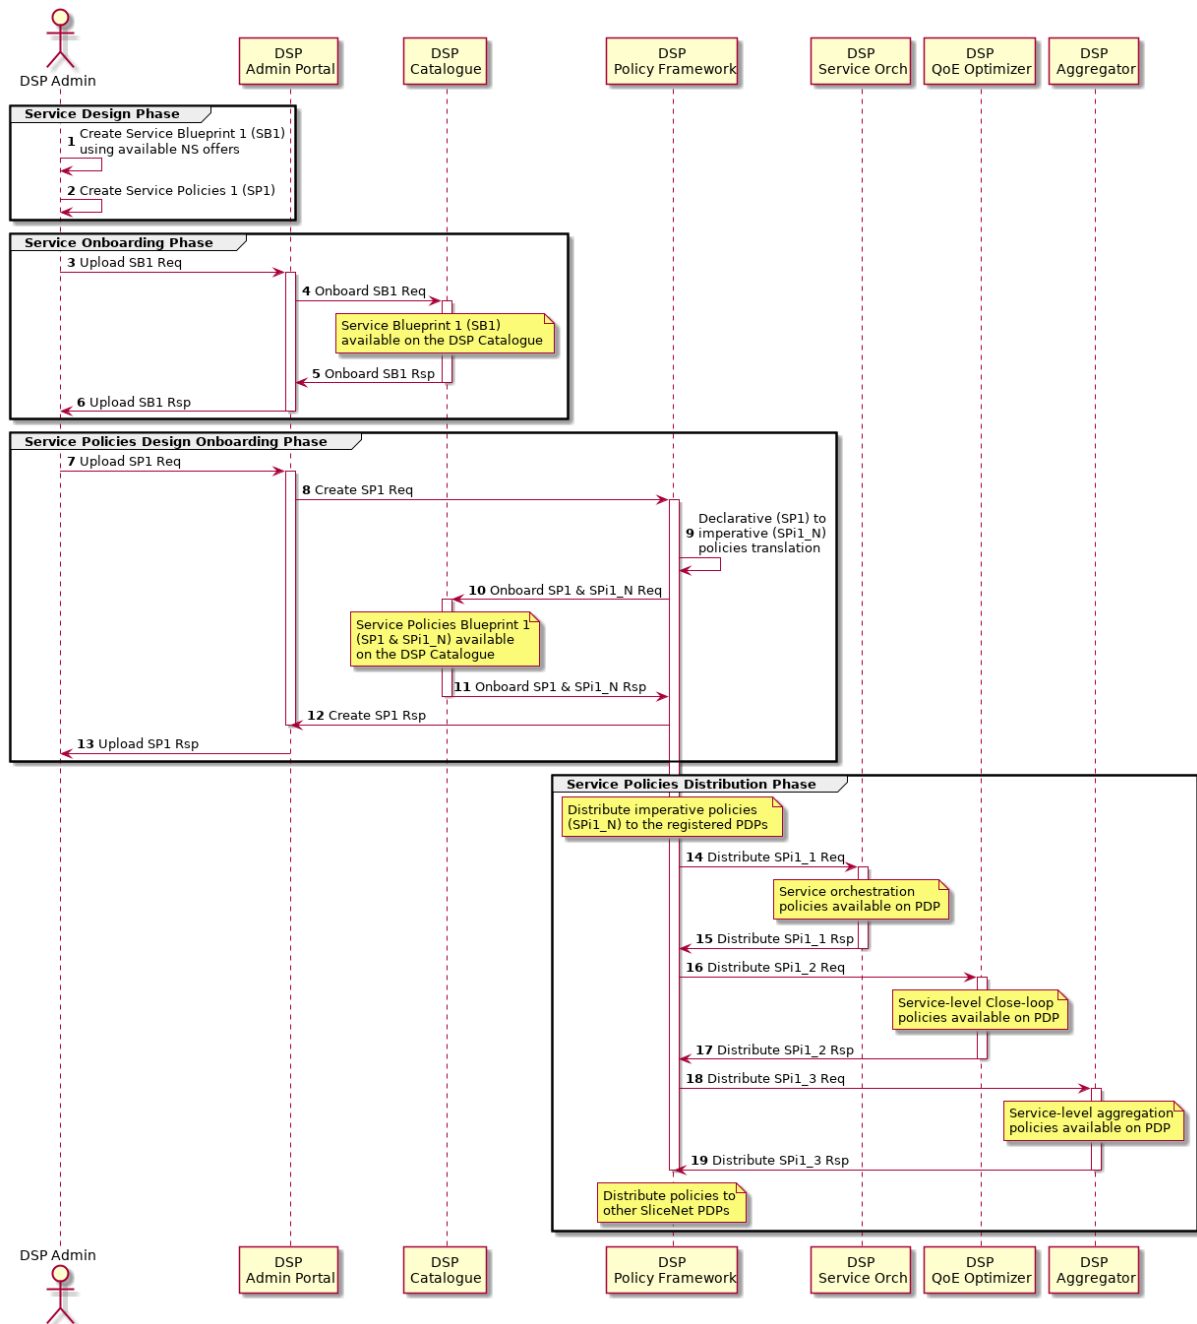 DSP Admin
DSP
Admin Portal
DSP
Catalogue
DSP
Policy Framework
DSP
Service Orch
DSP
QoE Optimizer
DSP
Aggregator
Service Design Phase
1 Create Service Blueprint 1 (SB1)
using available NS offers
2 Create Service Policies 1 (SP1)
Service Onboarding Phase
3 Upload SB1 Req
4 Onboard SB1 Req
Service Blueprint 1 (SB1)
available on the DSP Catalogue
5 Onboard SB1 Rsp
6 Upload SB1 Rsp
Service Policies Design Onboarding Phase
7 Upload SP1 Req
8 Create SP1 Req
Declarative (SP1) to
9 imperative (SPi1_N)
policies translation
10 Onboard SP1 & SPi1_N Req
Service Policies Blueprint 1
(SP1 & SPi1_N) available
on the DSP Catalogue
11 Onboard SP1 & SPi1_N Rsp
12 Create SP1 Rsp
13 Upload SP1 Rsp
Service Policies Distribution Phase
Distribute imperative policies
(SPi1_N) to the registered PDPs
14 Distribute SPi1_1 Req
Service orchestration
policies available on PDP
15 Distribute SPi1_1 Rsp
16 Distribute SPi1_2 Req
Service-level Close-loop
policies available on PDP
17 Distribute SPi1_2 Rsp
18 Distribute SPi1_3 Req
Service-level aggregation
policies available on PDP
19 Distribute SPi1_3 Rsp
Distribute policies to
other SliceNet PDPs
DSP Admin
DSP
Admin Portal
DSP
Catalogue
DSP
Policy Framework
DSP
Service Orch
DSP
QoE Optimizer
DSP
Aggregator